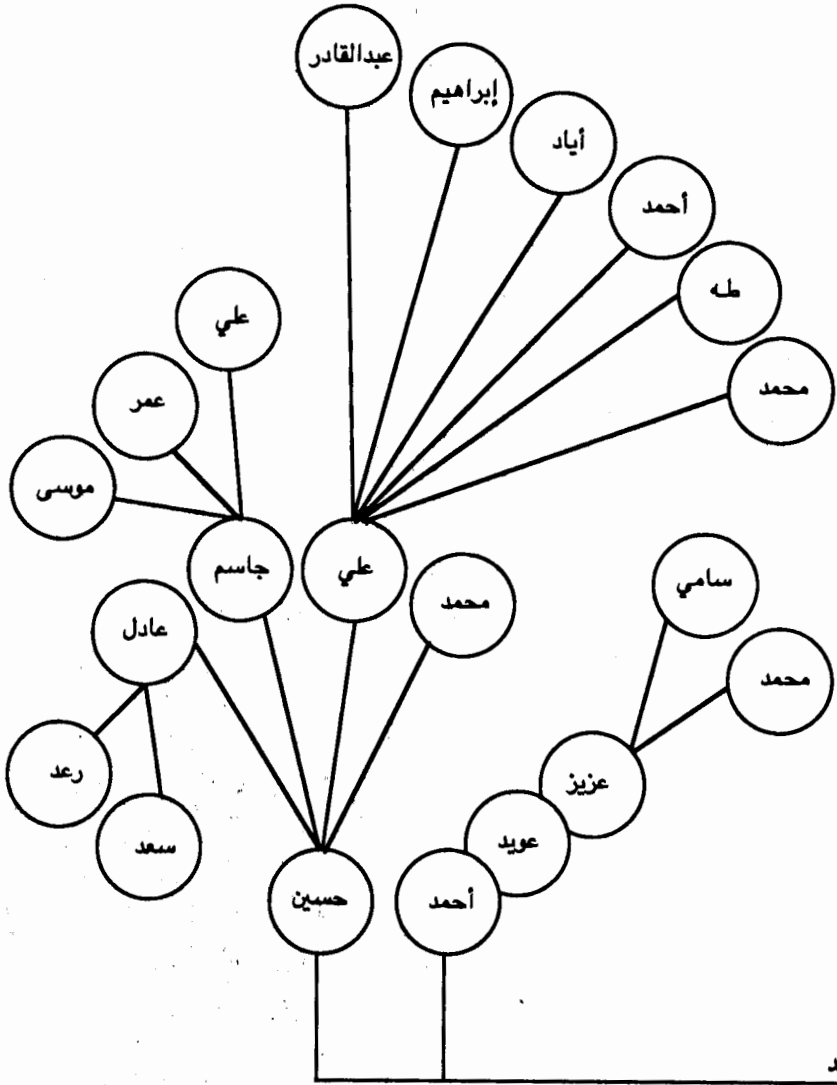 عبدالقادر
إبراهيم
أياد
أحمد
طه
محمد
علي
عمر
موسى
جاسم
علي
محمد
سامي
محمد
عادل
رعد
سعد
عزيز
عويد
أحمد
حسين